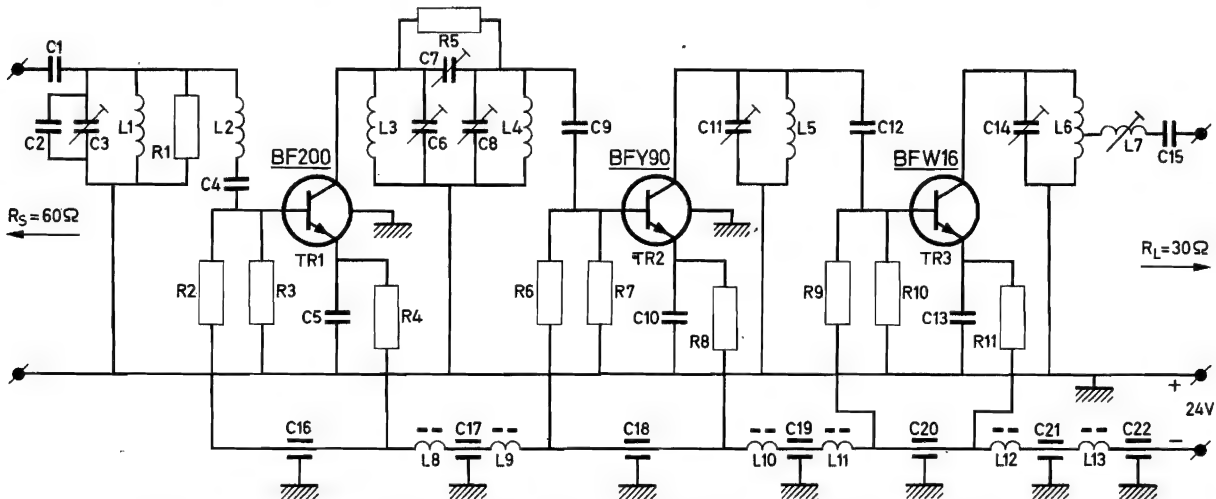 C1
R5
C7
C2
C3
L1
R1
L2
C4
BF200
L3
C6
C8
L4
C9
BFY90
C11
L5
C12
BFW16
C14
L6
L7
C15
RS=60Ω
TR1
TR2
TR3
RL=30Ω
R2
R3
C5
R4
R6
R7
C10
R8
R9
R10
C13
R11
+
24V
−
C16
L8
C17
L9
C18
L10
C19
L11
C20
L12
C21
L13
C22